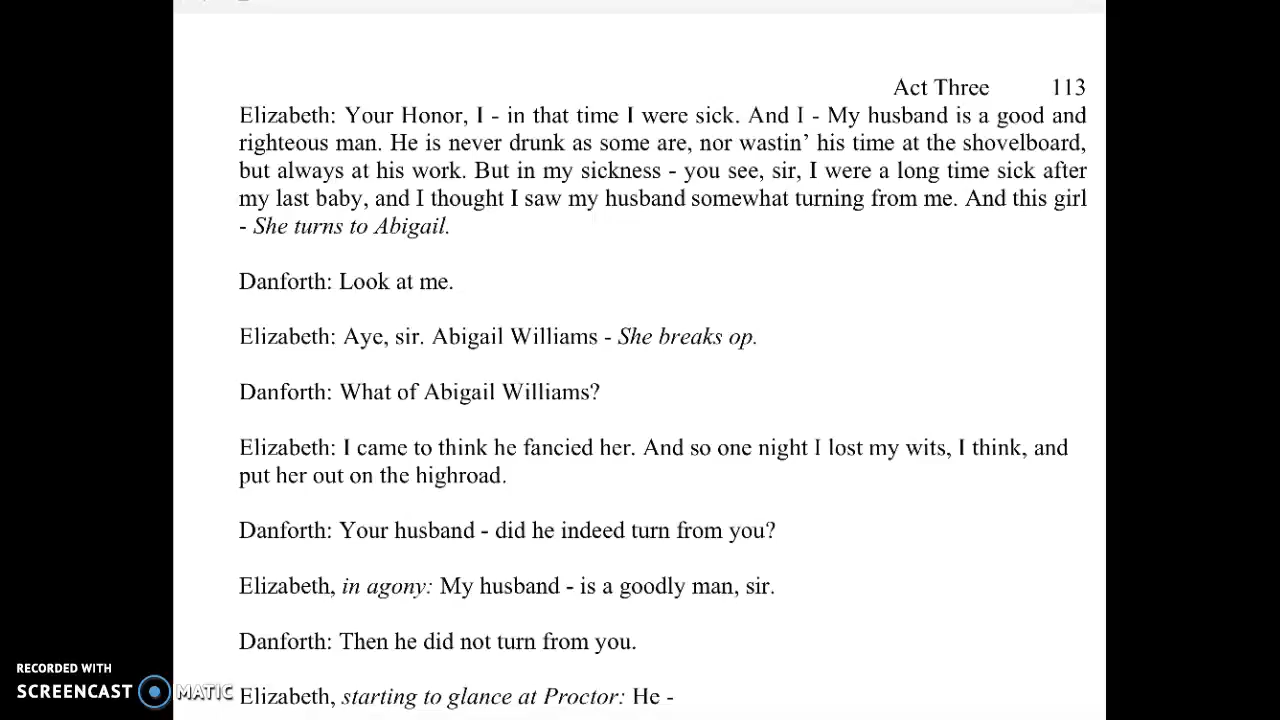 Act Three 113
Elizabeth: Your Honor, I - in that time I were sick. And I - My husband is a good and
righteous man. He is never drunk as some are, nor wastin’ his time at the shovelboard,
but always at his work. But in my sickness - you see, sir, I were a long time sick after
my last baby, and I thought I saw my husband somewhat turning from me. And this girl
- She turns to Abigail.
Danforth: Look at me.
Elizabeth: Aye, sir. Abigail Williams - She breaks op.
Danforth: What of Abigail Williams?
Elizabeth: I came to think he fancied her. And so one night I lost my wits, I think, and
put her out on the highroad.
Danforth: Your husband - did he indeed turn from you?
Elizabeth, in agony: My husband - is a goodly man, sir.
Danforth: Then he did not turn from you.
Elizabeth, starting to glance at Proctor: He -
RECORDED WITH
SCREENCAST MATIC